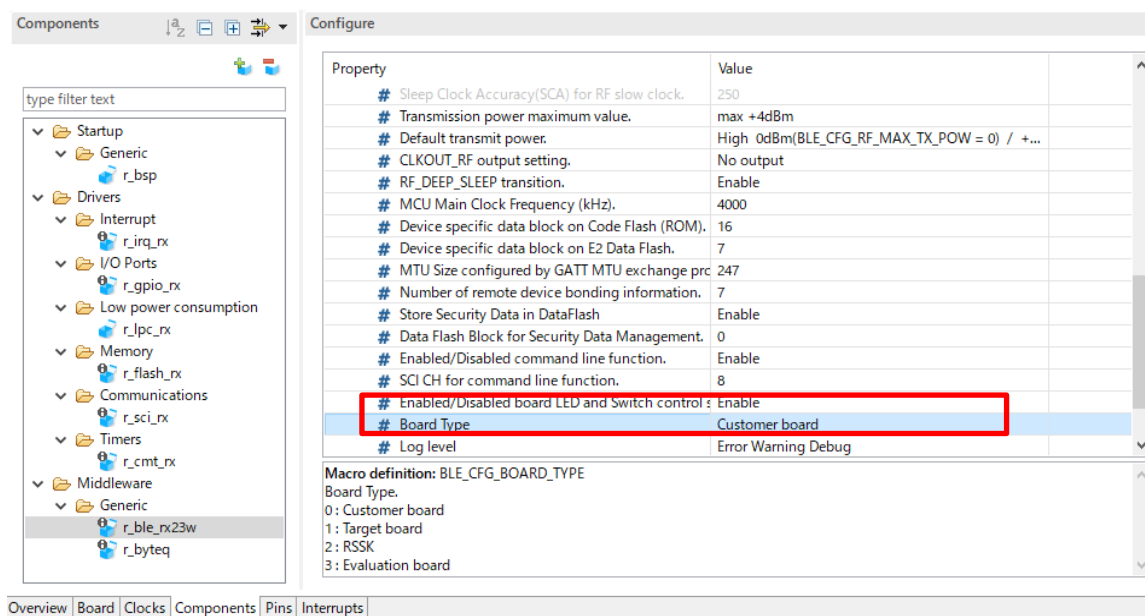 Components
Configure
type filter text
Startup
Generic
r_bsp
Drivers
Interrupt
r_irq_rx
I/O Ports
r_gpio_rx
Low power consumption
r_lpc_rx
Memory
r_flash_rx
Communications
r_sci_rx
Timers
r_cmt_rx
Middleware
Generic
r_ble_rx23w
r_byteq
Property Value
# Sleep Clock Accuracy(SCA) for RF slow clock. 250
# Transmission power maximum value. max +4dBm
# Default transmit power. High 0dBm(BLE_CFG_RF_MAX_TX_POW = 0) / +...
# CLKOUT_RF output setting. No output
# RF_DEEP_SLEEP transition. Enable
# MCU Main Clock Frequency (kHz). 4000
# Device specific data block on Code Flash (ROM). 16
# Device specific data block on E2 Data Flash. 7
# MTU Size configured by GATT MTU exchange pro 247
# Number of remote device bonding information. 7
# Store Security Data in DataFlash Enable
# Data Flash Block for Security Data Management. 0
# Enabled/Disabled command line function. Enable
# SCI CH for command line function. 8
# Enabled/Disabled board LED and Switch control s Enable
# Board Type Customer board
# Log level Error Warning Debug
Macro definition: BLE_CFG_BOARD_TYPE
Board Type.
0 : Customer board
1 : Target board
2 : RSSK
3 : Evaluation board
Overview Board Clocks Components Pins Interrupts